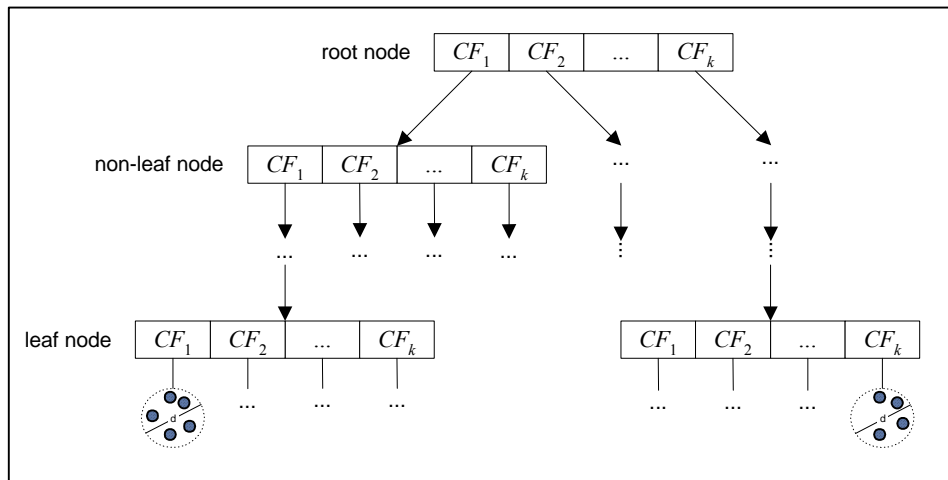 root node CF1 CF2 ... CFk
non-leaf node CF1 CF2 ... CFk ... ...
... ... ... ... ... ...
leaf node CF1 CF2 ... CFk CF1 CF2 ... CFk
d ... ... ... ... ... ... d